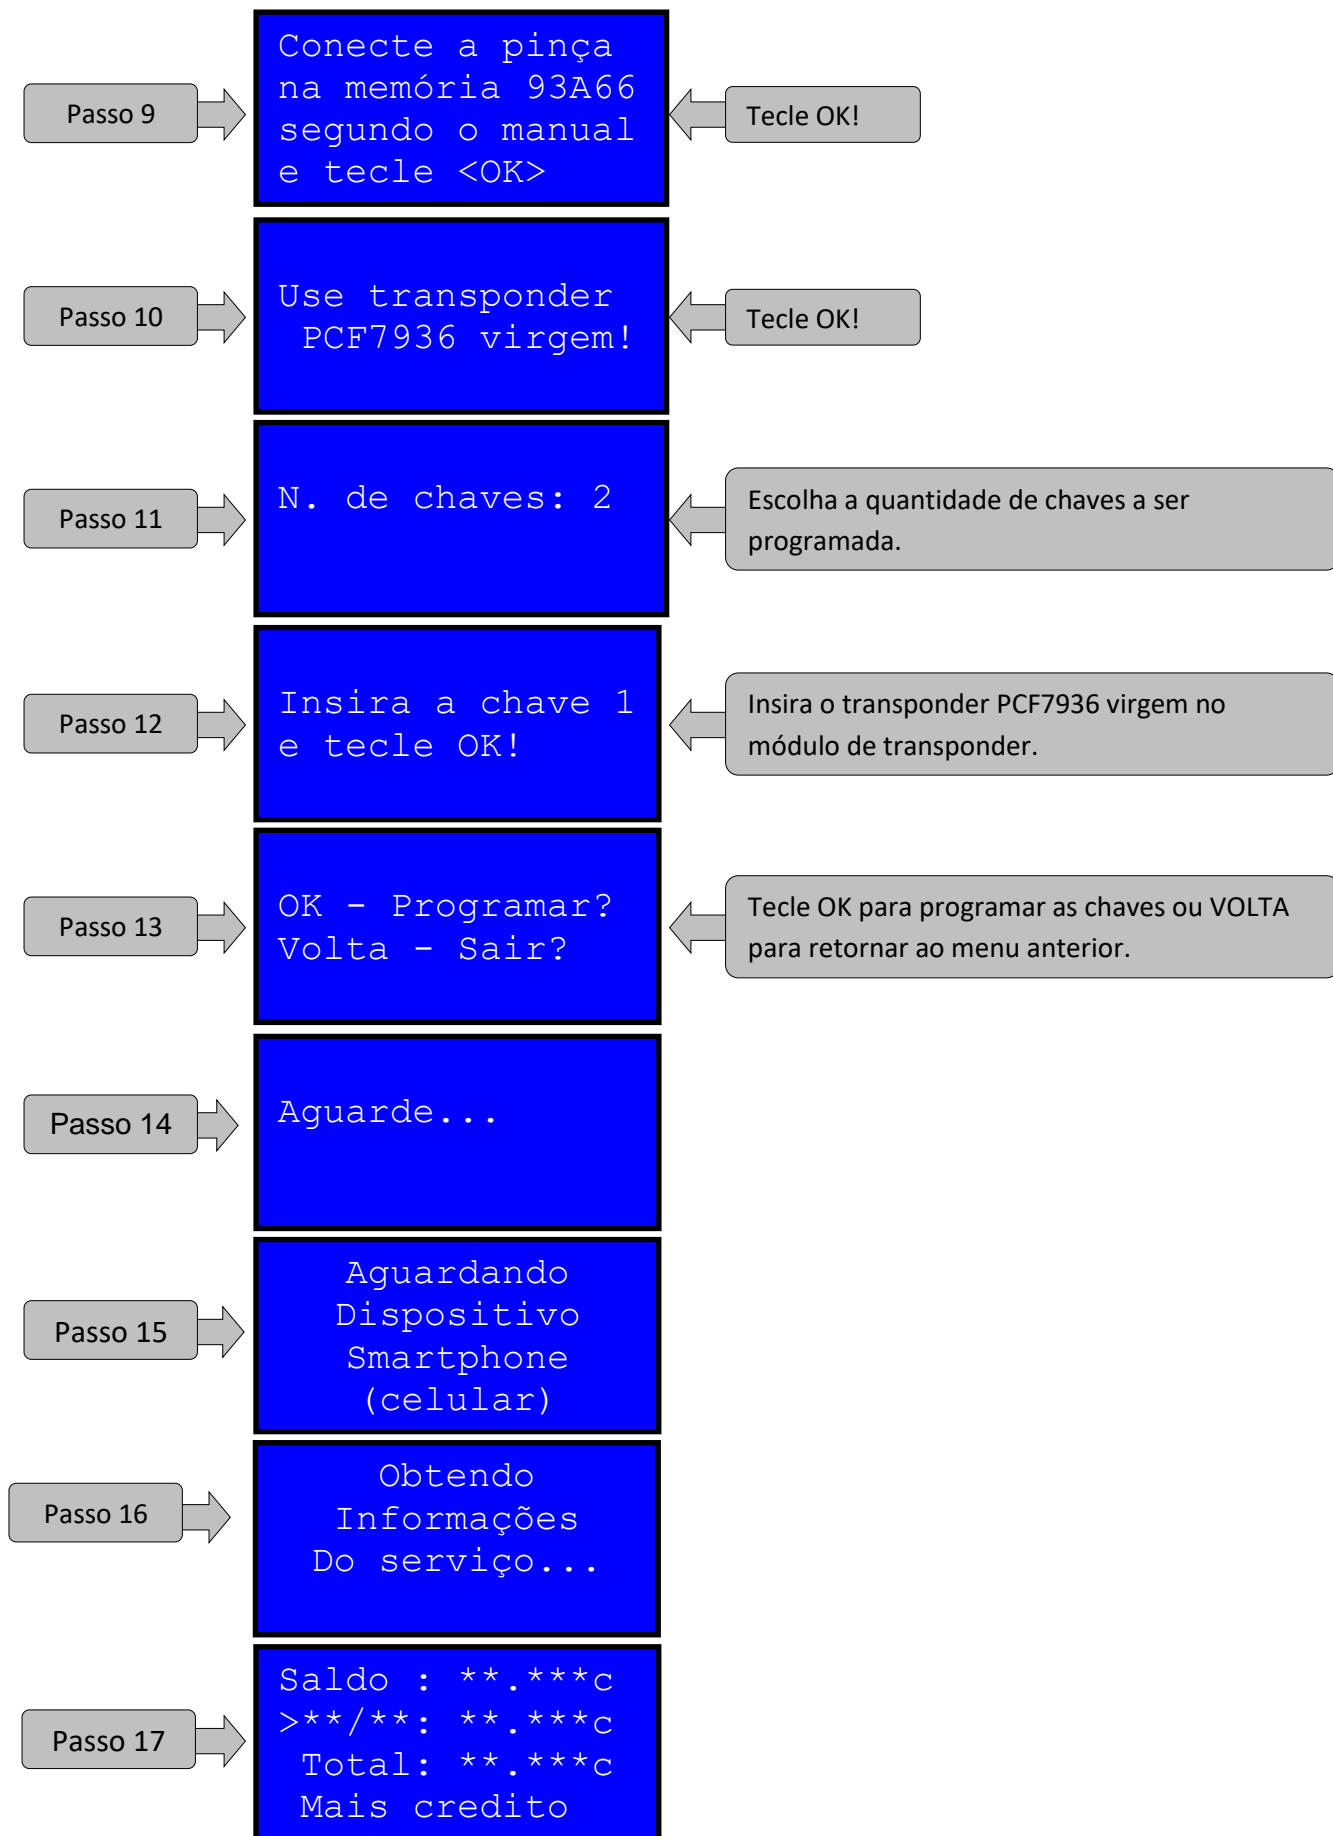 Passo 9
Conecte a pinça
na memória 93A66
segundo o manual
e tecle <OK>
Tecle OK!
Passo 10
Use transponder
PCF7936 virgem!
Tecle OK!
Passo 11
N. de chaves: 2
Escolha a quantidade de chaves a ser
programada.
Passo 12
Insira a chave 1
e tecle OK!
Insira o transponder PCF7936 virgem no
módulo de transponder.
Passo 13
OK - Programar?
Volta - Sair?
Tecle OK para programar as chaves ou VOLTA
para retornar ao menu anterior.
Passo 14
Aguarde...
Passo 15
Aguardando
Dispositivo
Smartphone
(celular)
Passo 16
Obtendo
Informações
Do serviço...
Passo 17
Saldo : **.***c
>**/**: **.***c
Total: **.***c
Mais credito